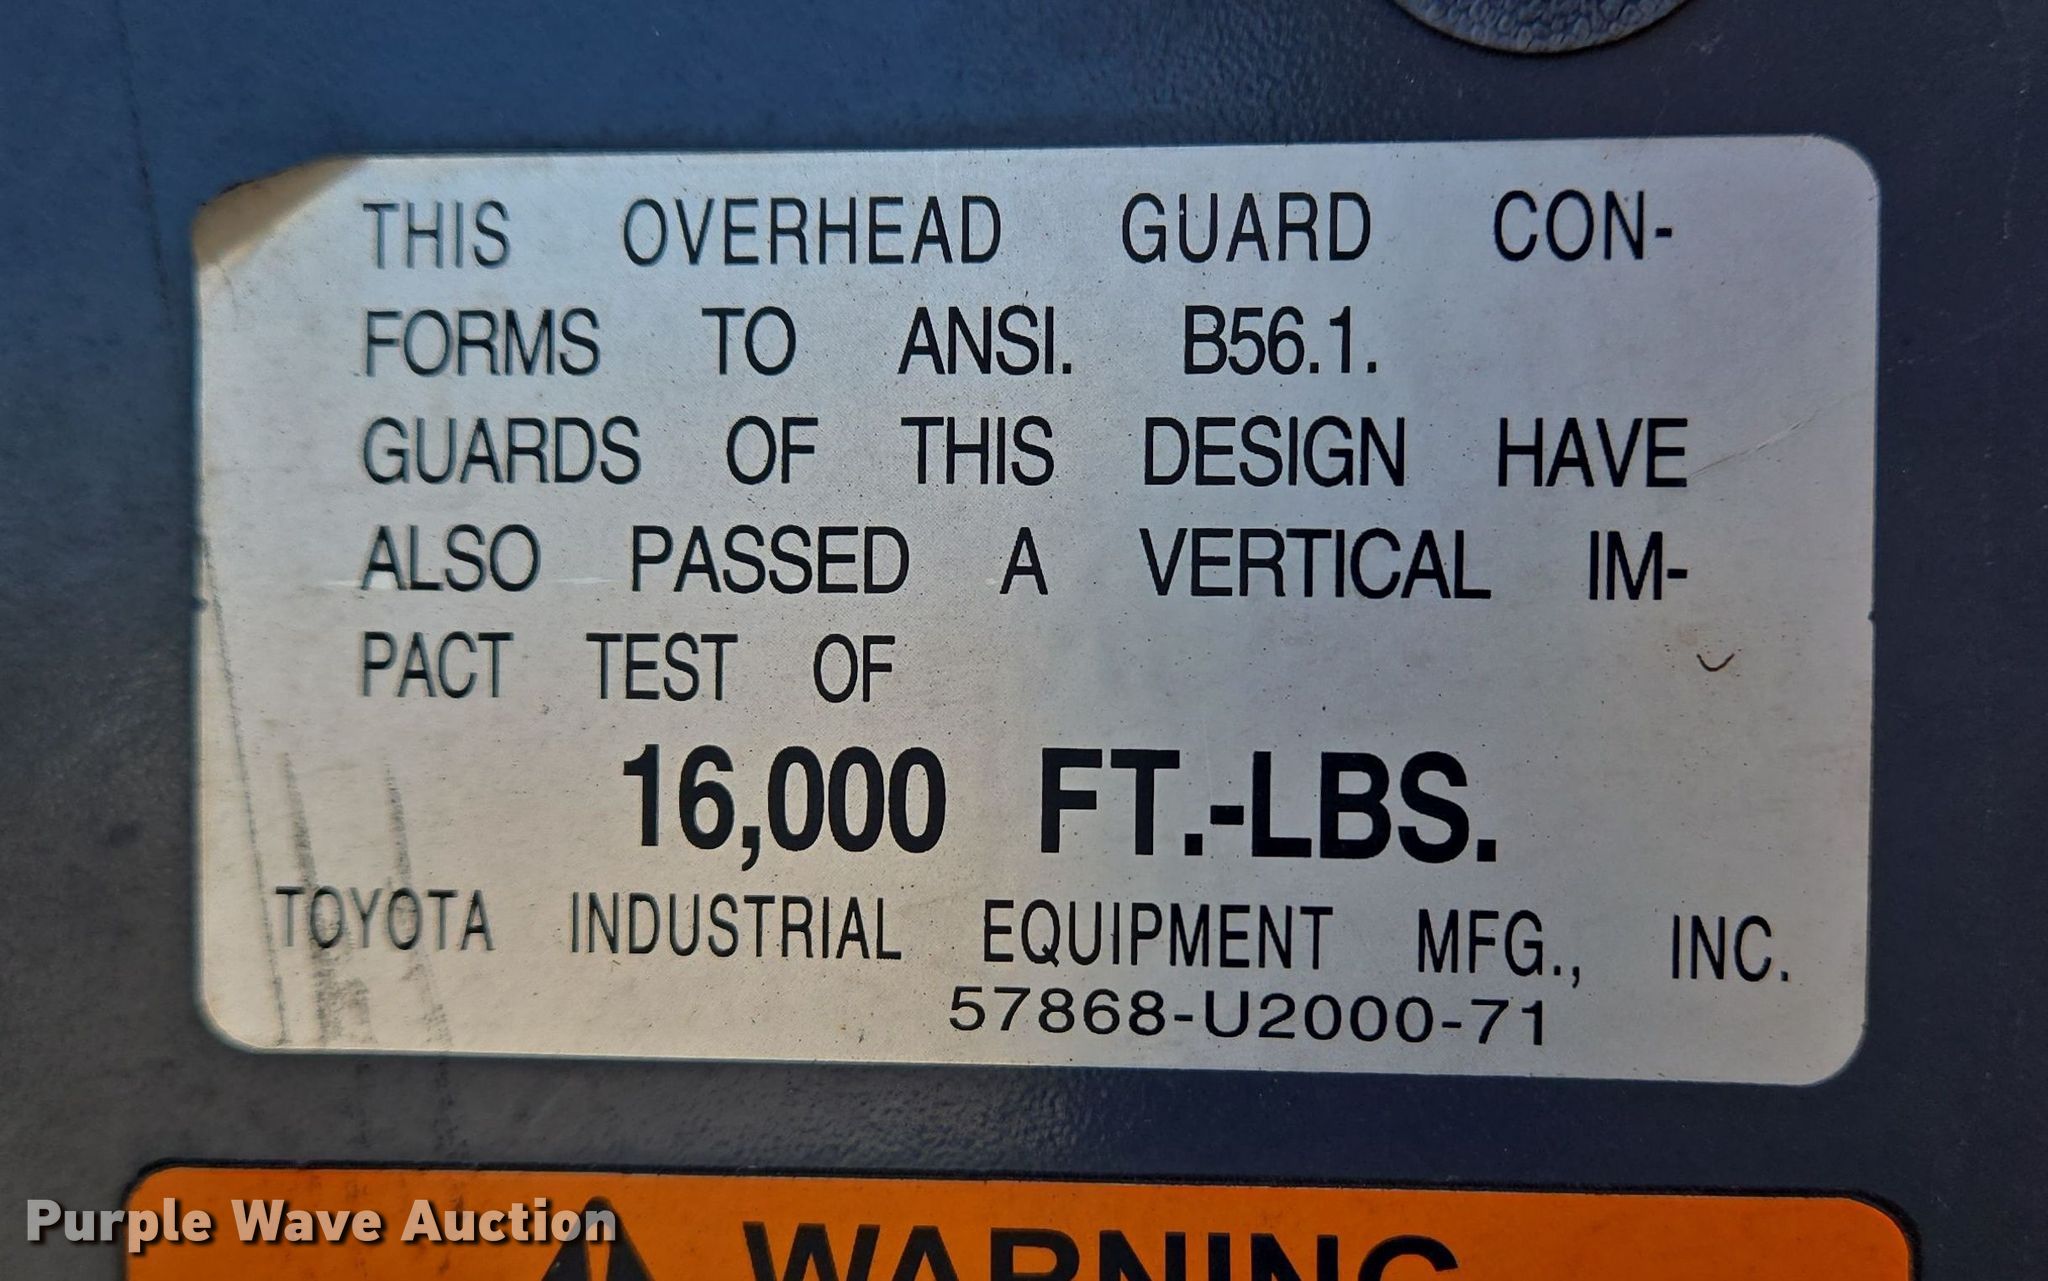 THIS OVERHEAD GUARD CON-
FORMS TO ANSI. B56.1.
GUARDS OF THIS DESIGN HAVE
ALSO PASSED A VERTICAL IM-
PACT TEST OF
16,000 FT.-LBS.
TOYOTA INDUSTRIAL EQUIPMENT MFG., INC.
57868-U2000-71
WARNING
Purple Wave Auction